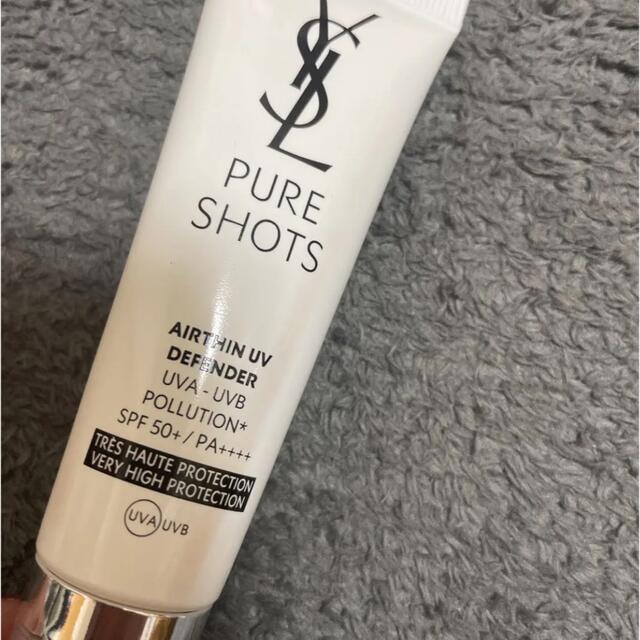 YSL
PURE
SHOTS
AIRTHIN UV
DEFENDER
UVA - UVB
POLLUTION*
SPF 50+/PA++++
TRÈS HAUTE PROTECTION
VERY HIGH PROTECTION
UVA UVB